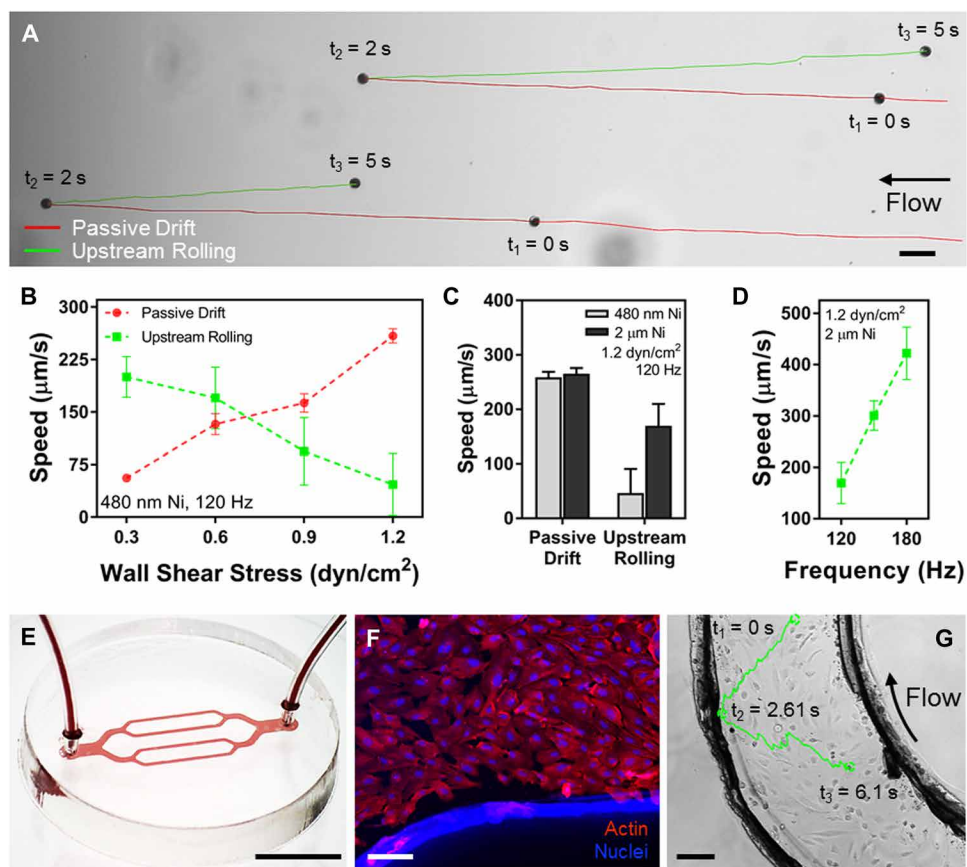 A
t₂ = 2 s
t₃ = 5 s
t₁ = 0 s
t₂ = 2 s
t₃ = 5 s
t₁ = 0 s
Flow
Passive Drift
Upstream Rolling
B
300
225
150
75
0
Speed (μm/s)
Passive Drift
Upstream Rolling
480 nm Ni, 120 Hz
0.3
0.6
0.9
1.2
Wall Shear Stress (dyn/cm²)
C
400
300
200
100
0
Speed (μm/s)
480 nm Ni
2 μm Ni
1.2 dyn/cm²
120 Hz
Passive
Drift
Upstream
Rolling
D
500
400
300
200
100
Speed (μm/s)
1.2 dyn/cm²
2 μm Ni
120
180
Frequency (Hz)
E
F
Actin
Nuclei
G
t₁ = 0 s
Flow
t₂ = 2.61 s
t₃ = 6.1 s